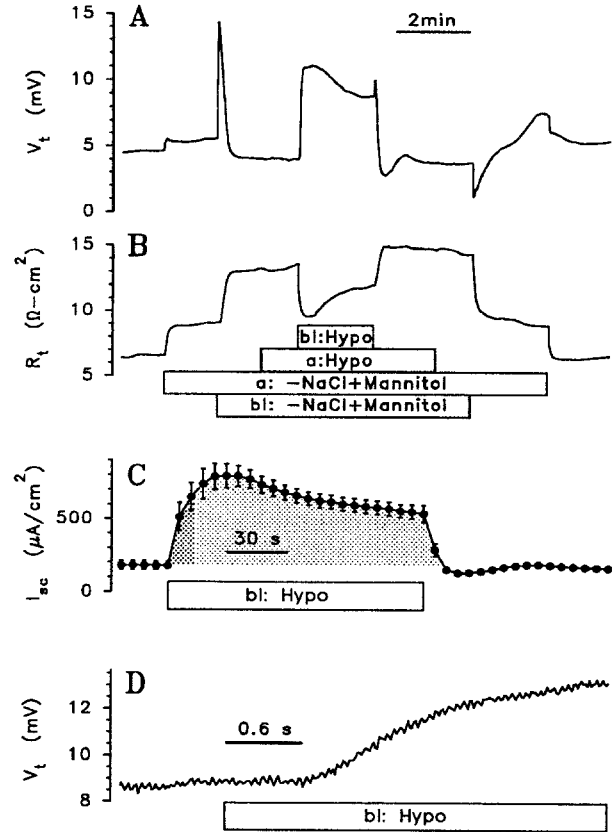 A
2min
15
10
5
0
V_t (mV)
B
15
10
5
R_t (Ω-cm²)
bl:Hypo
a:Hypo
a: -NaCl+Mannitol
bl: -NaCl+Mannitol
C
500
0
I_sc (μA/cm²)
30 s
bl: Hypo
D
12
10
8
V_t (mV)
0.6 s
bl: Hypo